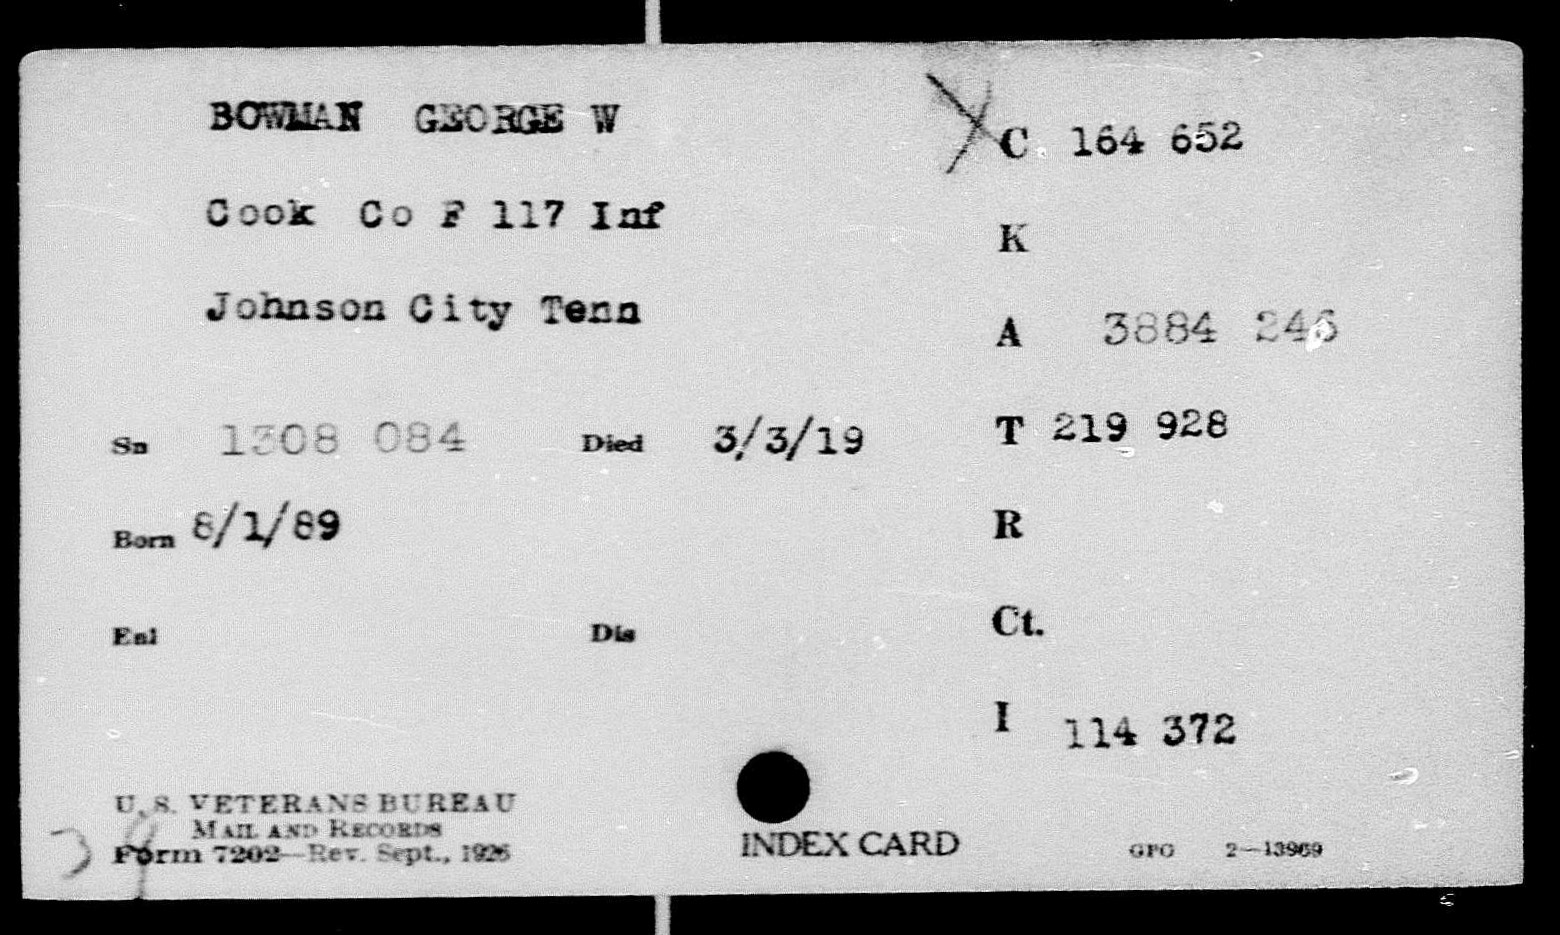 BOWMAN GEORGE W
C 164 652
Cook Co F 117 Inf
K
Johnson City Tenn
A 3884 246
Sn 1308 084 Died 3/3/19
T 219 928
Born 8/1/89
R
Enl Dis
Ct.
I 114 372
U. S. VETERANS BUREAU
MAIL AND RECORDS
Form 7202—Rev. Sept., 1926
INDEX CARD
GPO 2—13969